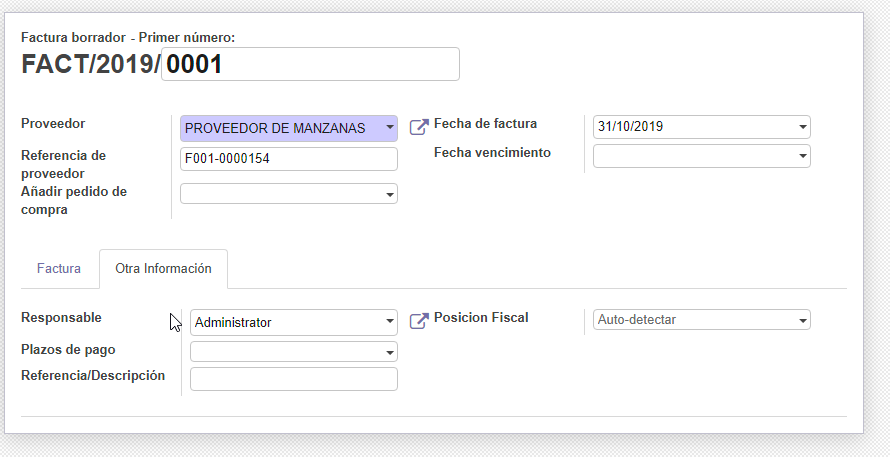 Factura borrador - Primer número:
FACT/2019/ 0001
Proveedor
PROVEEDOR DE MANZANAS
Fecha de factura
31/10/2019
Referencia de
proveedor
F001-0000154
Fecha vencimiento
Añadir pedido de
compra
Factura
Otra Información
Responsable
Administrator
Posicion Fiscal
Auto-detectar
Plazos de pago
Referencia/Descripción